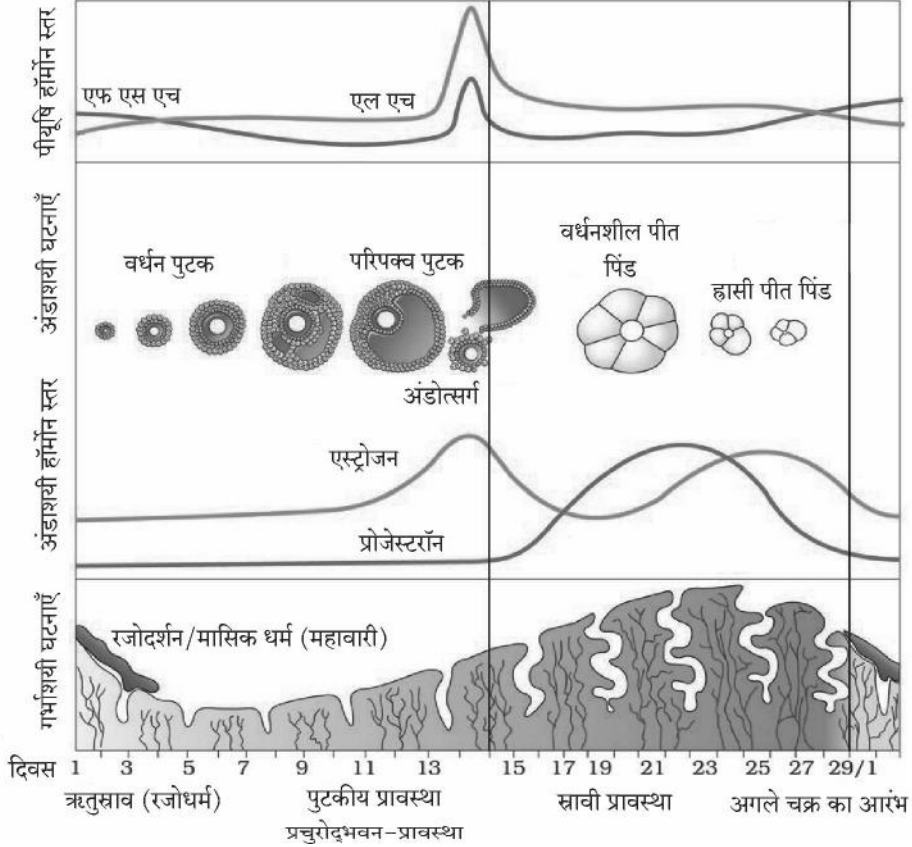 पीयूषि हॉर्मोन स्तर
एफ एस एच
एल एच
अंडाशयी घटनाएँ
वर्धन पुटक
परिपक्व पुटक
वर्धनशील पीत
पिंड
ह्रासी पीत पिंड
अंडोत्सर्ग
अंडाशयी हॉर्मोन स्तर
एस्ट्रोजन
प्रोजेस्टरॉन
गर्भाशयी घटनाएँ
रजोदर्शन/मासिक धर्म (महावारी)
दिवस 1 3 5 7 9 11 13 15 17 19 21 23 25 27 29/1
ऋतुस्राव (रजोधर्म) पुटकीय प्रावस्था स्रावी प्रावस्था अगले चक्र का आरंभ
प्रचुरोद्भवन-प्रावस्था